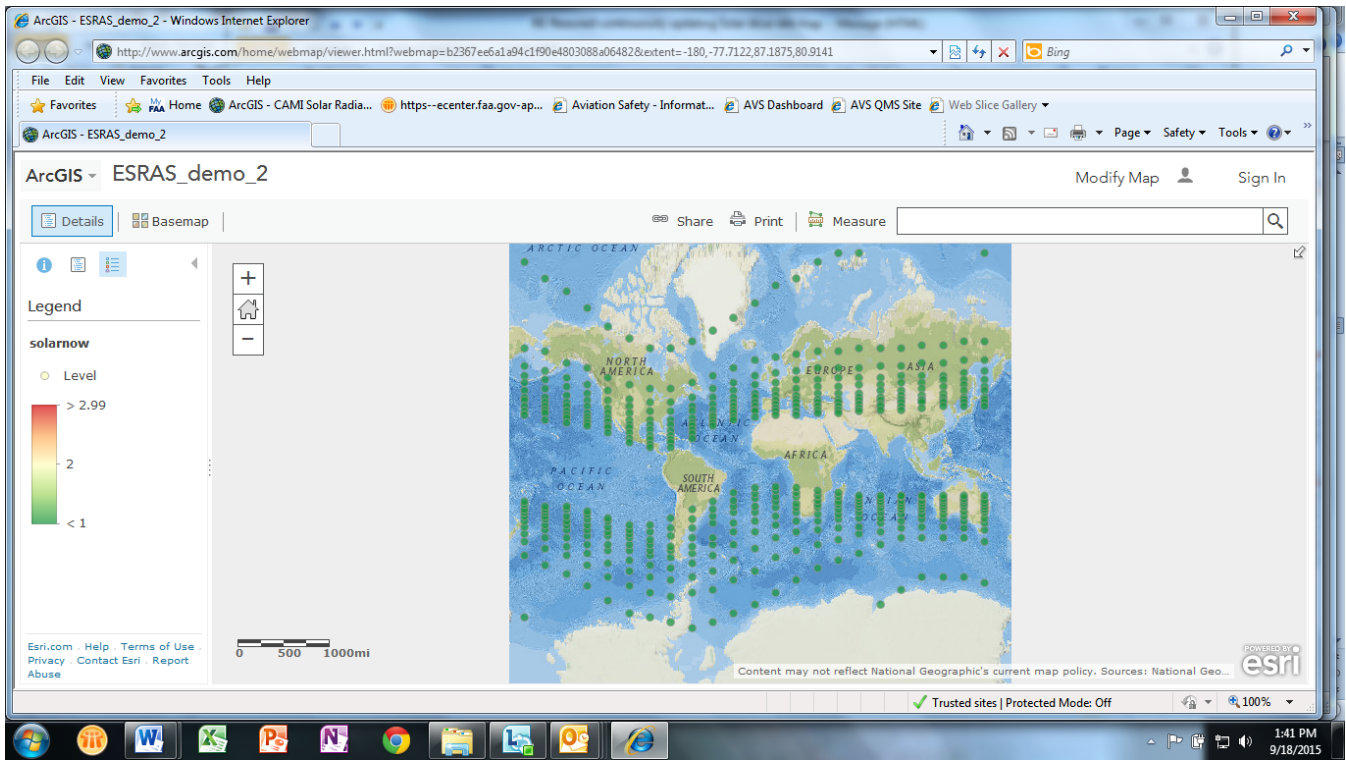 ArcGIS - ESRAS_demo_2 - Windows Internet Explorer
http://www.arcgis.com/home/webmap/viewer.html?webmap=b2367ee6a1a94c1f90e4803088a06482&extent=-180,-77.7122,87.1875,80.9141
Bing
File Edit View Favorites Tools Help
Favorites FAA Home ArcGIS - CAMI Solar Radia... https--ecenter.faa.gov-ap... Aviation Safety - Informat... AVS Dashboard AVS QMS Site Web Slice Gallery
ArcGIS - ESRAS_demo_2 Page Safety Tools
ArcGIS ESRAS_demo_2 Modify Map Sign In
Details Basemap Share Print Measure
Legend
solarnow
Level
> 2.99
2
< 1
ARCTIC OCEAN
NORTH
AMERICA
EUROPE
ASIA
ATLANTIC
OCEAN
AFRICA
PACIFIC
OCEAN
SOUTH
AMERICA
OCEAN
Esri.com . Help . Terms of Use .
Privacy . Contact Esri . Report
Abuse
0 500 1000mi
Content may not reflect National Geographic's current map policy. Sources: National Geo...
POWERED BY
esri
Trusted sites | Protected Mode: Off 100%
1:41 PM
9/18/2015